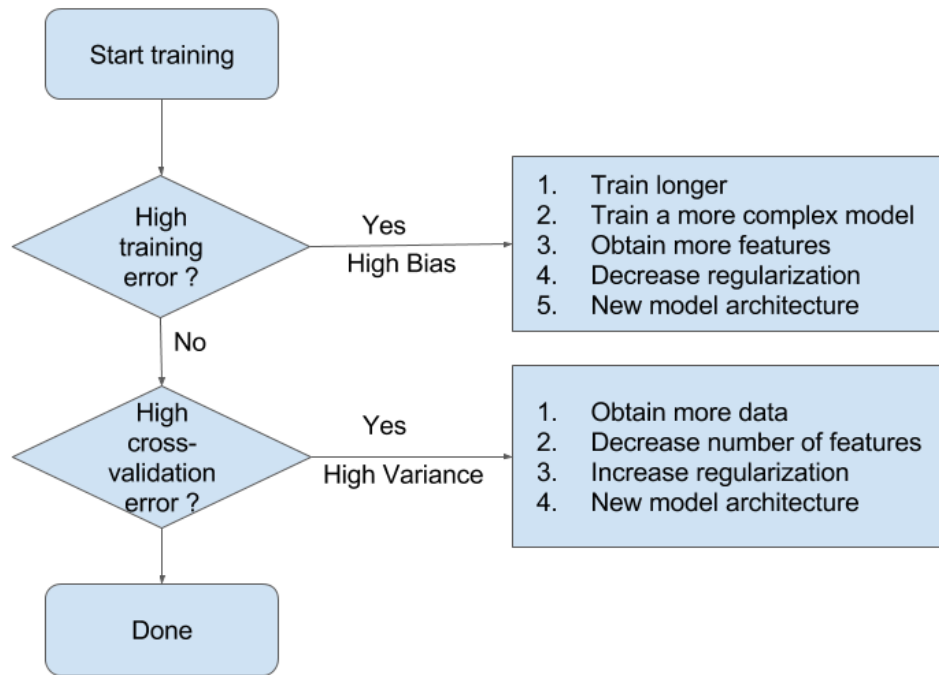 Start training
High
training
error ?
Yes
High Bias
1. Train longer
2. Train a more complex model
3. Obtain more features
4. Decrease regularization
5. New model architecture
No
High
cross-
validation
error ?
Yes
High Variance
1. Obtain more data
2. Decrease number of features
3. Increase regularization
4. New model architecture
Done